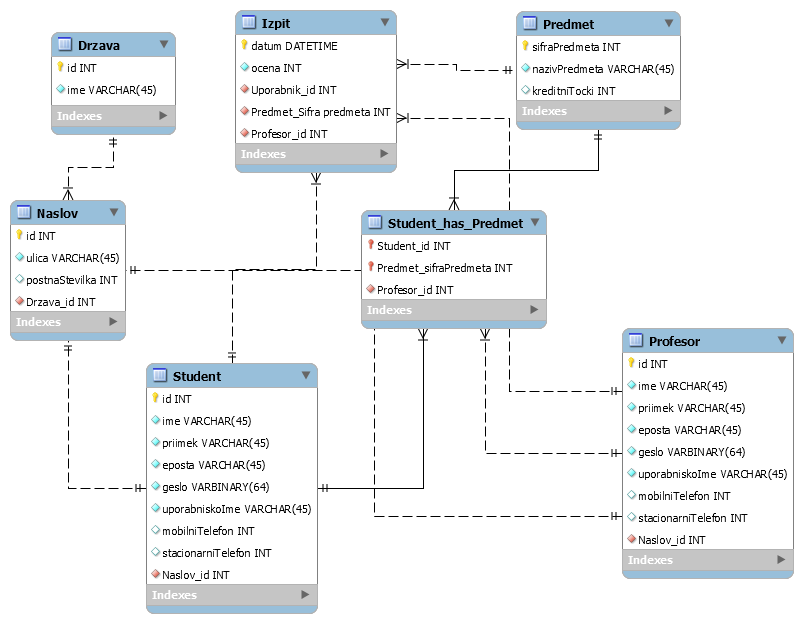 Drzava
id INT
ime VARCHAR(45)
Indexes
Izpit
datum DATETIME
ocena INT
Uporabnik_id INT
Predmet_Sifra predmeta INT
Profesor_id INT
Indexes
Predmet
sifraPredmeta INT
nazivPredmeta VARCHAR(45)
kreditniTocki INT
Indexes
Naslov
id INT
ulica VARCHAR(45)
postnaStevilka INT
Drzava_id INT
Indexes
Student_has_Predmet
Student_id INT
Predmet_sifraPredmeta INT
Profesor_id INT
Indexes
Student
id INT
ime VARCHAR(45)
priimek VARCHAR(45)
eposta VARCHAR(45)
geslo VARBINARY(64)
uporabniskoIme VARCHAR(45)
mobilniTelefon INT
stacionarniTelefon INT
Naslov_id INT
Indexes
Profesor
id INT
ime VARCHAR(45)
priimek VARCHAR(45)
eposta VARCHAR(45)
geslo VARBINARY(64)
uporabniskoIme VARCHAR(45)
mobilniTelefon INT
stacionarniTelefon INT
Naslov_id INT
Indexes